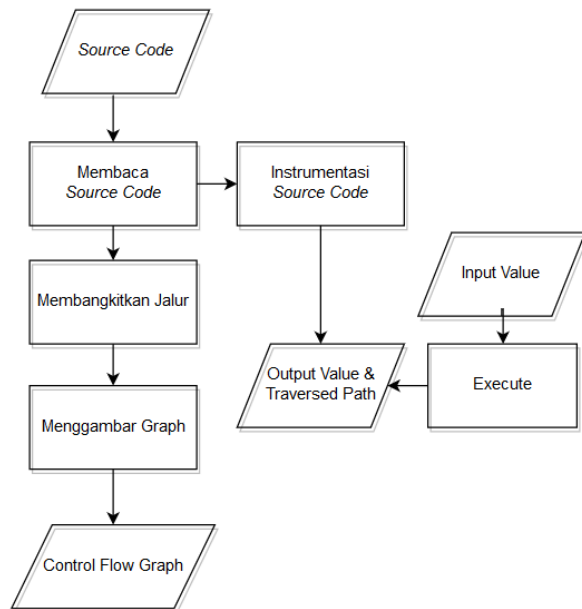 Source Code
Membaca
Source Code
Instrumentasi
Source Code
Input Value
Membangkitkan Jalur
Output Value &
Traversed Path
Execute
Menggambar Graph
Control Flow Graph